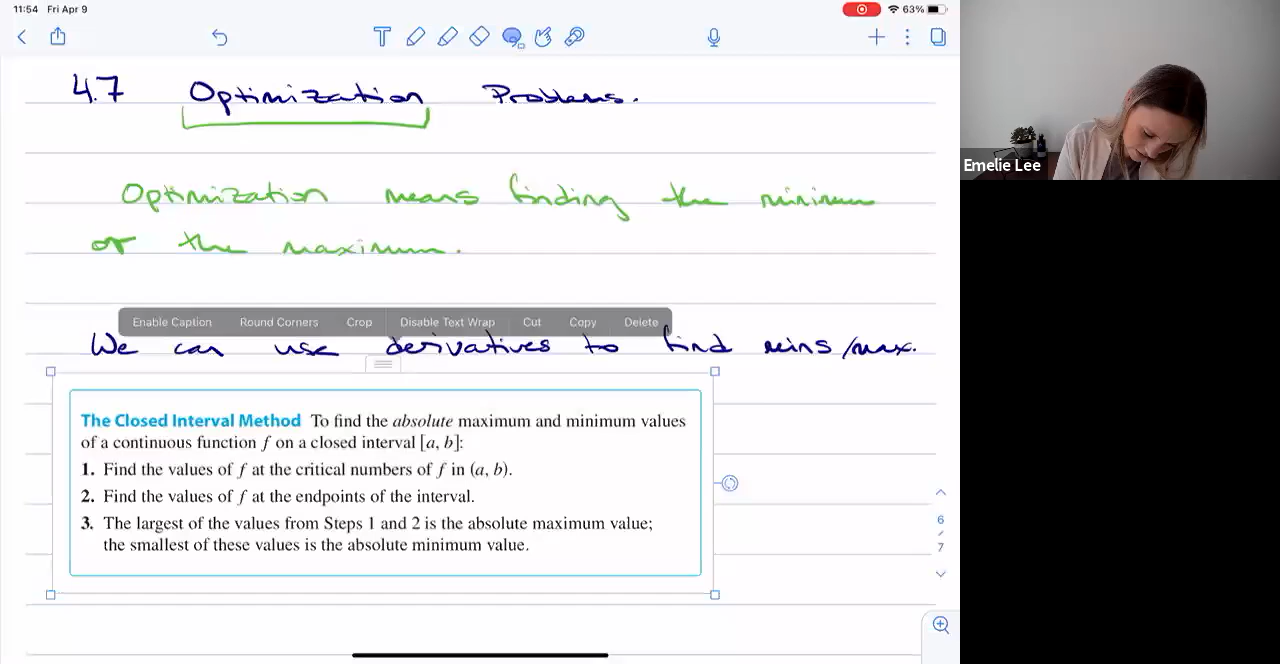 11:54 Fri Apr 9
63%
4.7 Optimization Problems.
Optimization means finding the minimum
or the maximum.
Enable Caption Round Corners Crop Disable Text Wrap Cut Copy Delete
We can use derivatives to find mins/max.
The Closed Interval Method To find the absolute maximum and minimum values
of a continuous function f on a closed interval [a, b]:
1. Find the values of f at the critical numbers of f in (a, b).
2. Find the values of f at the endpoints of the interval.
3. The largest of the values from Steps 1 and 2 is the absolute maximum value;
the smallest of these values is the absolute minimum value.
6
/
7
Emelie Lee